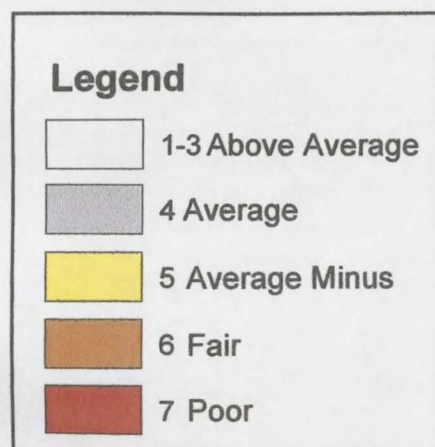 Legend
1-3 Above Average
4 Average
5 Average Minus
6 Fair
7 Poor